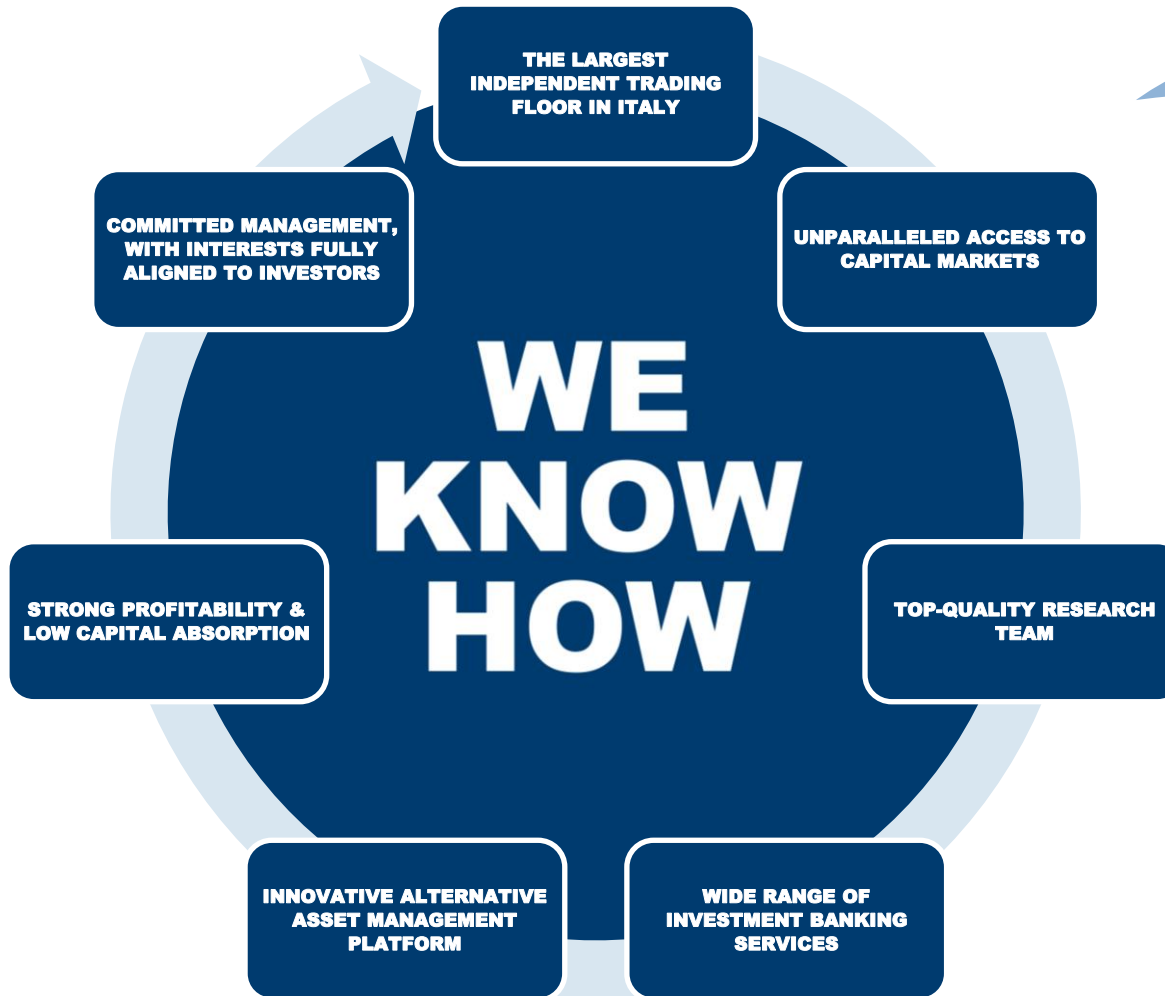 THE LARGEST
INDEPENDENT TRADING
FLOOR IN ITALY
UNPARALLELED ACCESS TO
CAPITAL MARKETS
TOP-QUALITY RESEARCH
TEAM
WIDE RANGE OF
INVESTMENT BANKING
SERVICES
INNOVATIVE ALTERNATIVE
ASSET MANAGEMENT
PLATFORM
STRONG PROFITABILITY &
LOW CAPITAL ABSORPTION
COMMITTED MANAGEMENT,
WITH INTERESTS FULLY
ALIGNED TO INVESTORS
WE
KNOW
HOW